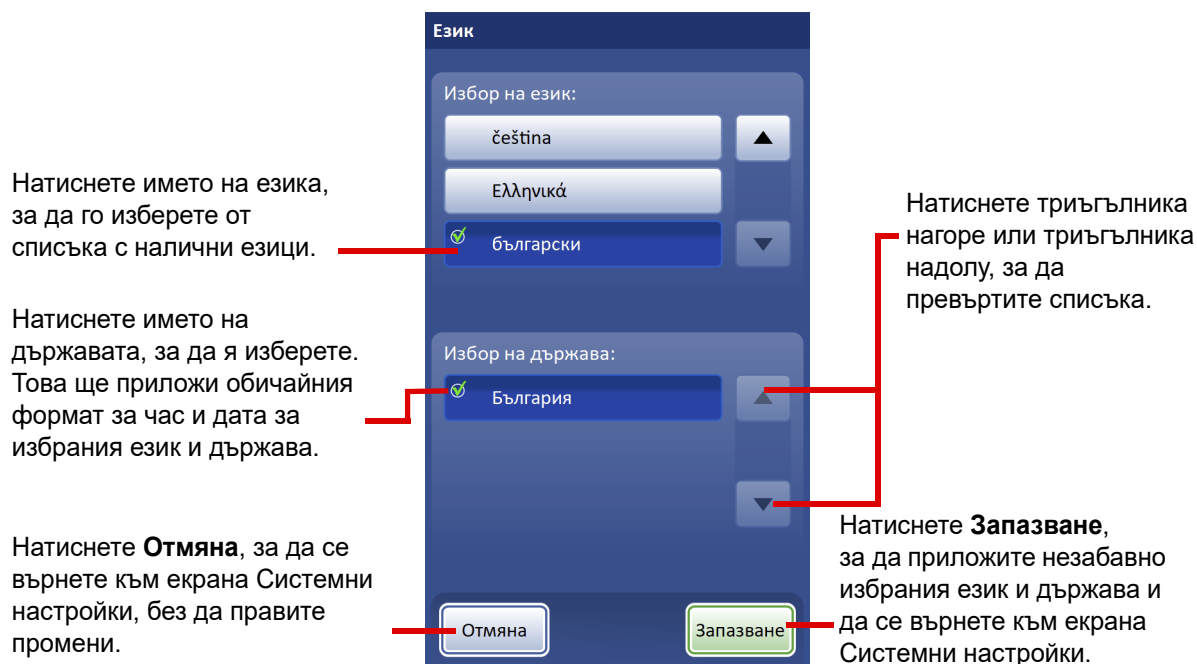 Език
Избор на език:
čeština
Ελληνικά
български
Избор на държава:
България
Отмяна
Запазване
Натиснете името на езика,
за да го изберете от
списъка с налични езици.
Натиснете името на
държавата, за да я изберете.
Това ще приложи обичайния
формат за час и дата за
избрания език и държава.
Натиснете Отмяна, за да се
върнете към екрана Системни
настройки, без да правите
промени.
Натиснете триъгълника
нагоре или триъгълника
надолу, за да
превъртите списъка.
Натиснете Запазване,
за да приложите незабавно
избрания език и държава и
да се върнете към екрана
Системни настройки.